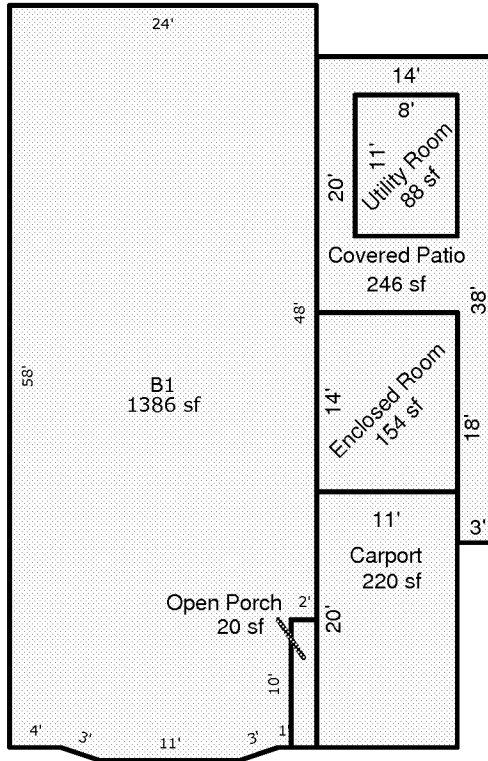 24'
14'
8'
11'
Utility Room
88 sf
20'
Covered Patio
246 sf
38'
48'
58'
B1
1386 sf
14'
Enclosed Room
154 sf
18'
11'
3'
Carport
220 sf
Open Porch
20 sf
2'
20'
10'
4'
3'
11'
3'
1'